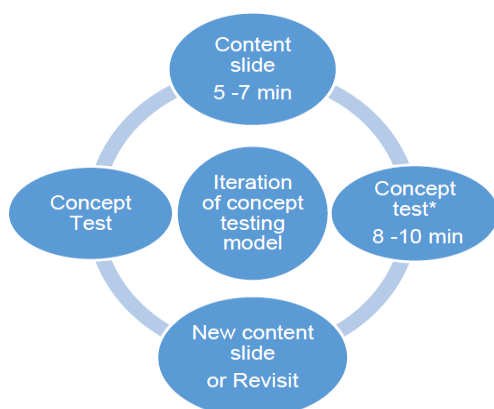 Content
slide
5 -7 min
Concept
Test
Iteration
of concept
testing
model
Concept
test*
8 -10 min
New content
slide
or Revisit